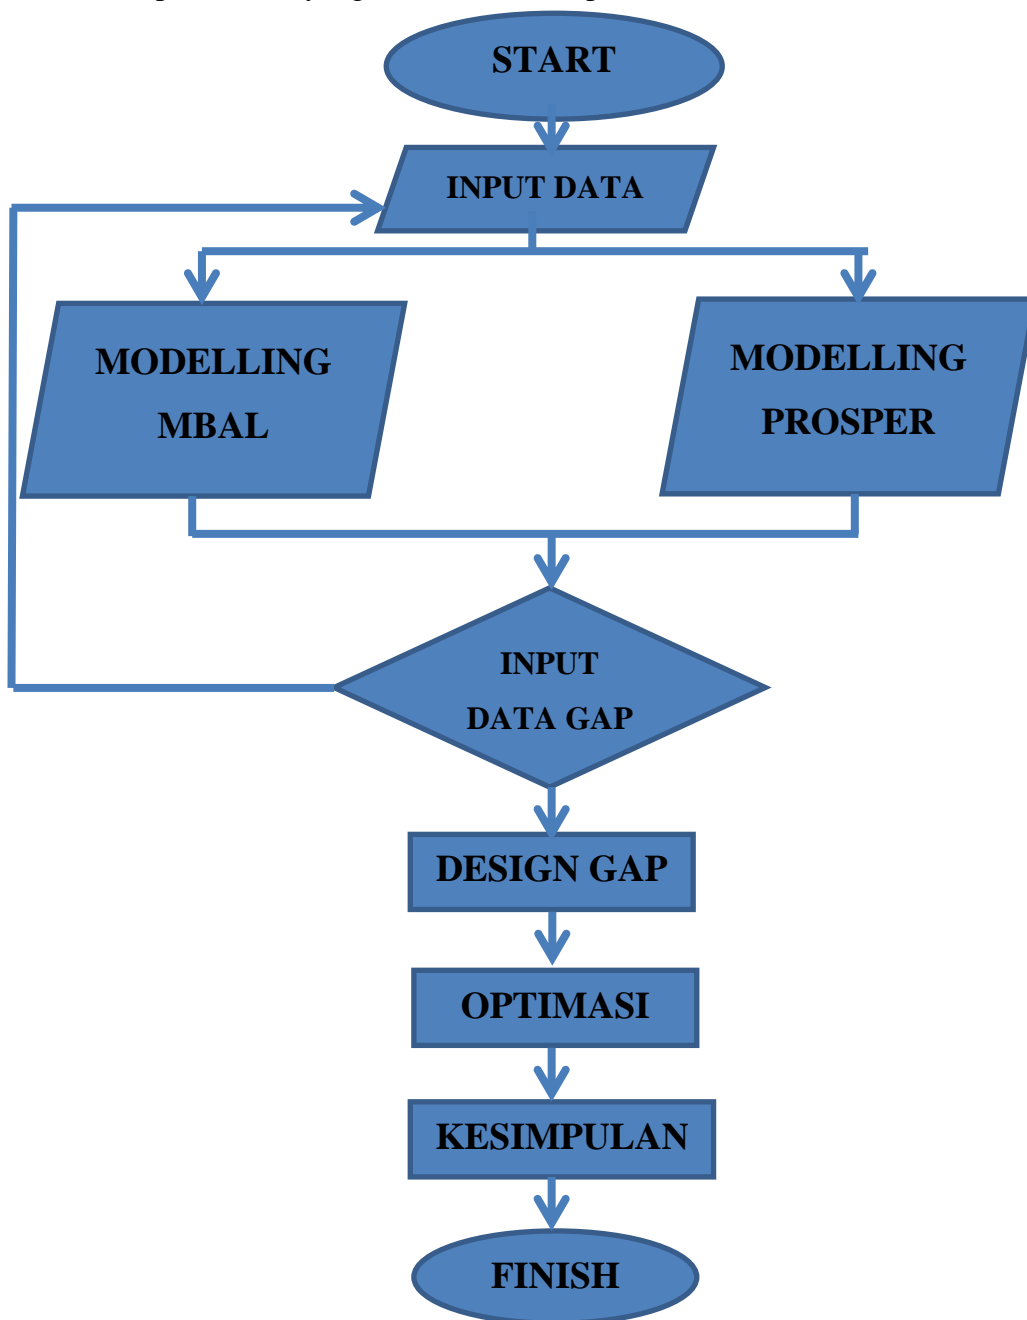 START
INPUT DATA
MODELLING
MBAL
MODELLING
PROSPER
INPUT
DATA GAP
DESIGN GAP
OPTIMASI
KESIMPULAN
FINISH